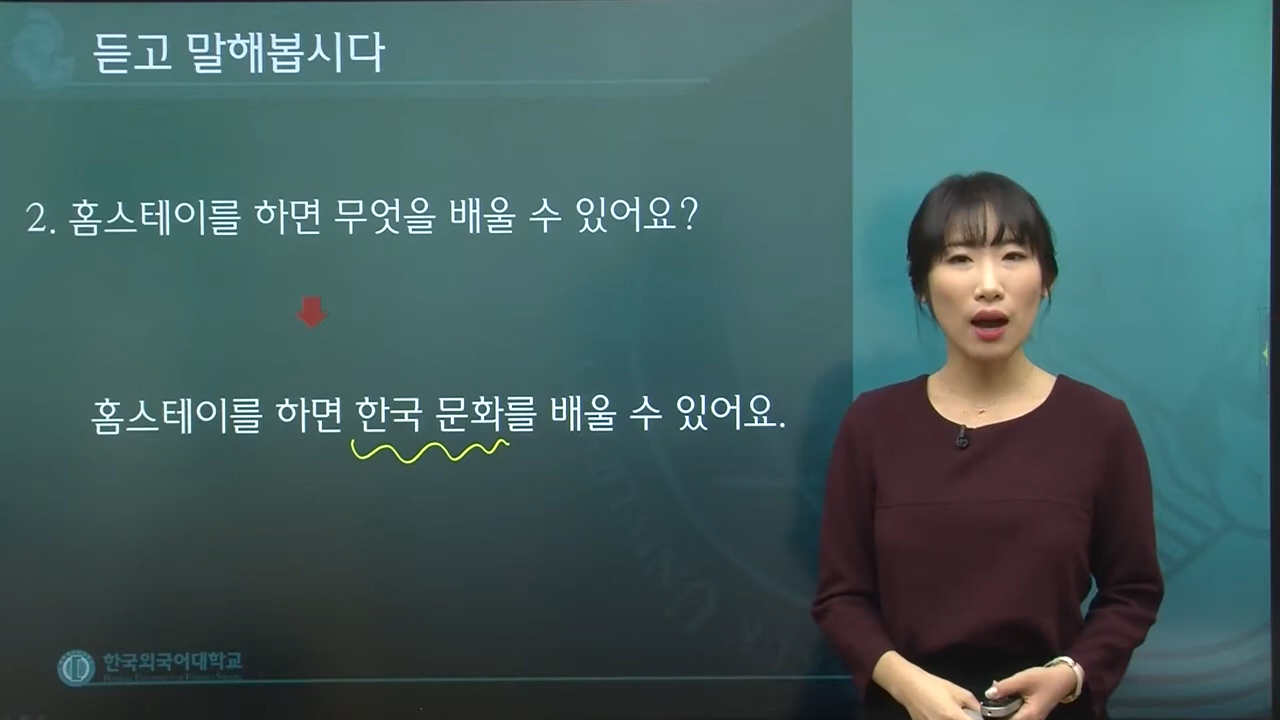 듣고 말해봅시다
2. 홈스테이를 하면 무엇을 배울 수 있어요?
홈스테이를 하면 한국 문화를 배울 수 있어요.
한국외국어대학교